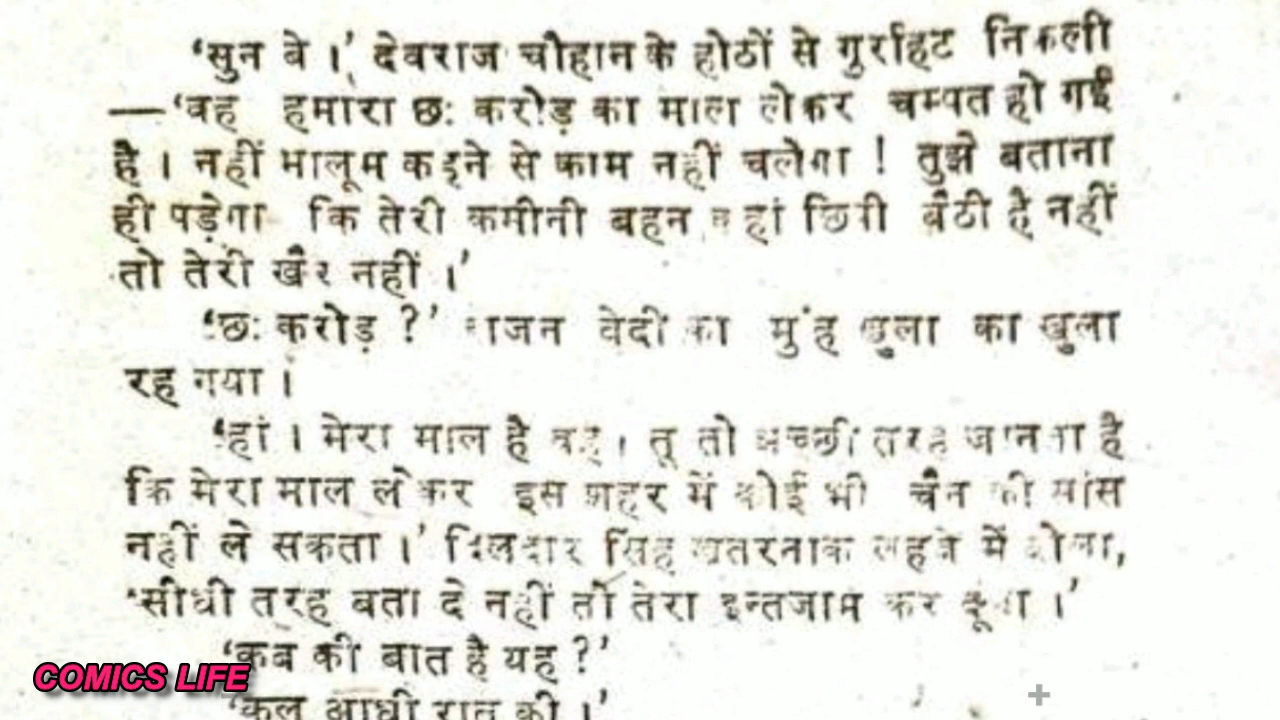 ‘सुन बे ।’ देवराज चौहान के होठों से गुर्राहट निकली
—‘वह हमारा छः करोड़ का माल लेकर चम्पत हो गई
है । नहीं मालूम कहने से काम नहीं चलेगा ! तुझे बताना
ही पड़ेगा कि तेरी कमीनी बहन कहां छिपी बैठी है नहीं
तो तेरी खैर नहीं ।’
‘छः करोड़ ?’ राजन वेदी का मुंह खुला का खुला
रह गया ।
‘हां । मेरा माल है वह । तू तो अच्छी तरह जानता है
कि मेरा माल लेकर इस शहर में कोई भी चैन की सांस
नहीं ले सकता ।’ दिलदार सिंह खतरनाक लहजे में बोला,
‘सीधी तरह बता दे नहीं तो तेरा इन्तजाम कर दूंगा ।’
‘कब की बात है यह ?’
‘कल आधी रात की ।’
COMICS LIFE